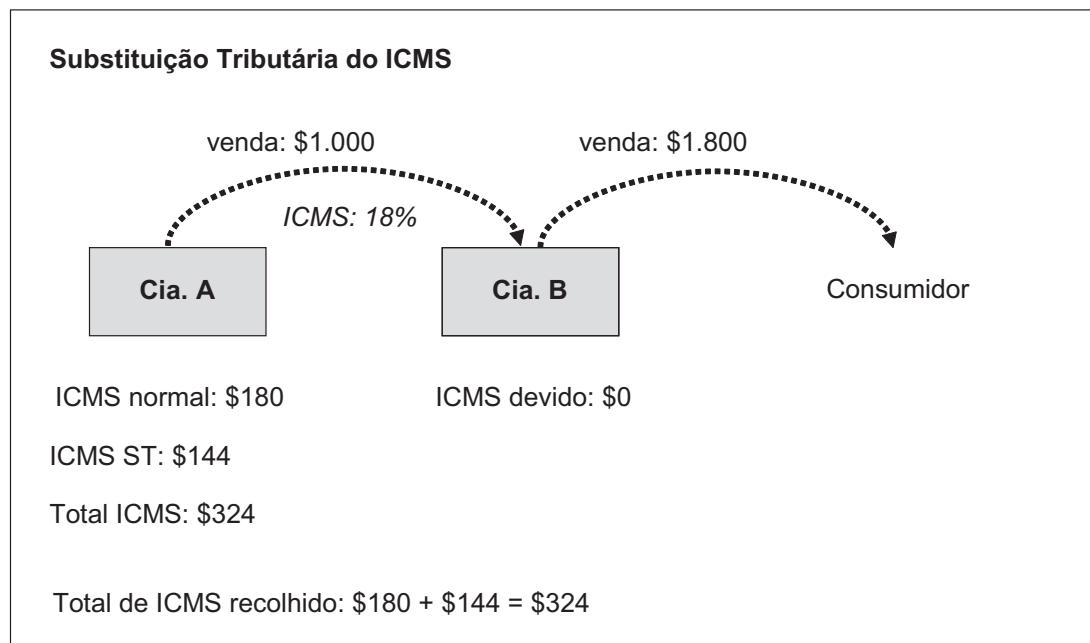 Substituição Tributária do ICMS
venda: $1.000
venda: $1.800
ICMS: 18%
Cia. A
Cia. B
Consumidor
ICMS normal: $180
ICMS devido: $0
ICMS ST: $144
Total ICMS: $324
Total de ICMS recolhido: $180 + $144 = $324